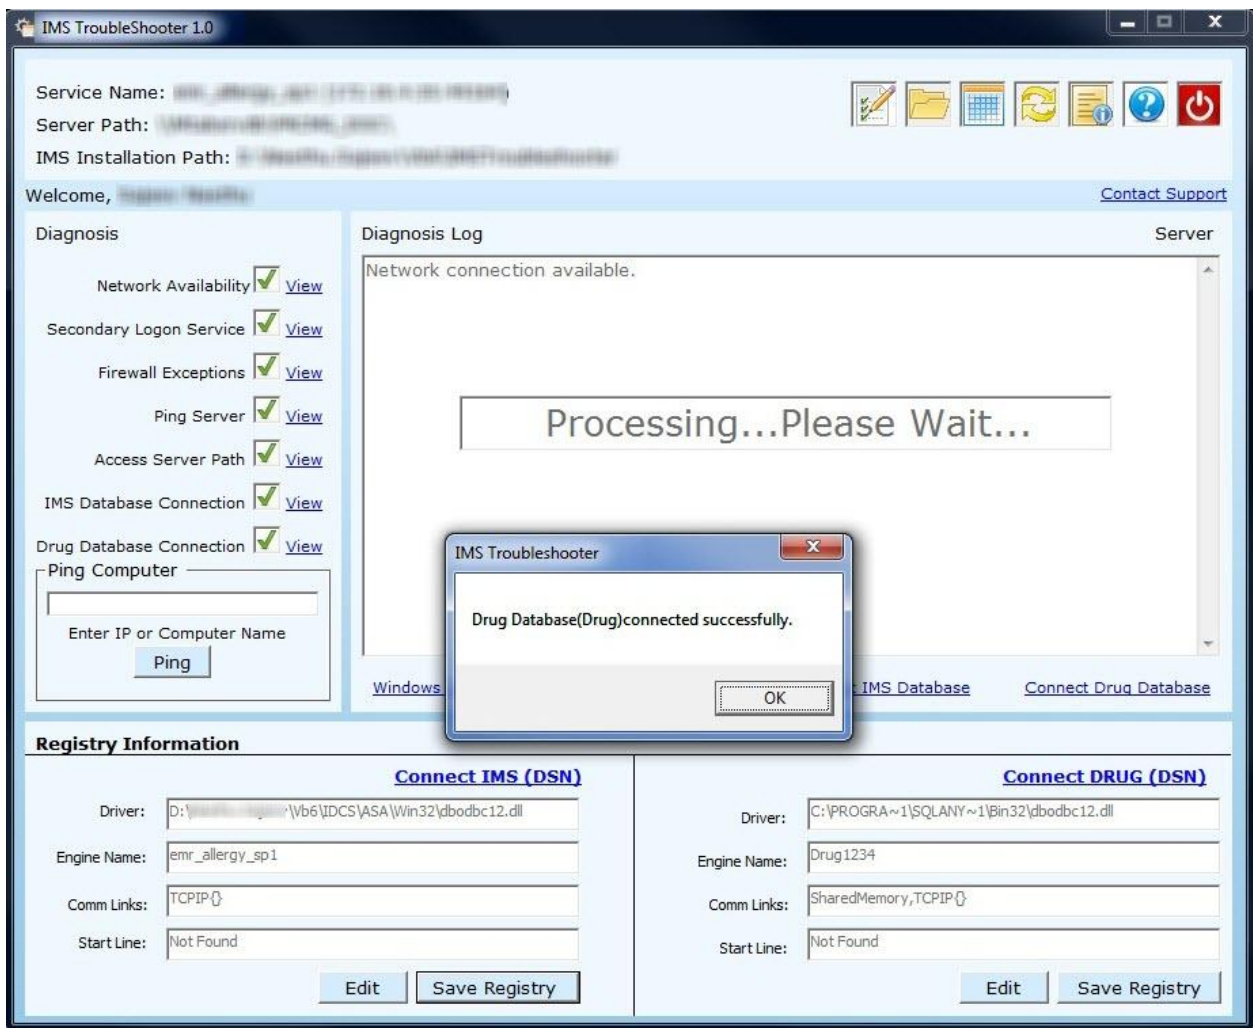 IMS TroubleShooter 1.0
Service Name:
Server Path:
IMS Installation Path:
Welcome,
Contact Support
Diagnosis
Network Availability View
Secondary Logon Service View
Firewall Exceptions View
Ping Server View
Access Server Path View
IMS Database Connection View
Drug Database Connection View
Ping Computer
Enter IP or Computer Name
Ping
Diagnosis Log Server
Network connection available.
Processing...Please Wait...
IMS Troubleshooter
Drug Database(Drug)connected successfully.
OK
Windows IMS Database Connect Drug Database
Registry Information
Connect IMS (DSN)
Driver: D:\ \Vb6\IDCS\ASA\Win32\dbodbc12.dll
Engine Name: emr_allergy_sp1
Comm Links: TCPIP{}
Start Line: Not Found
Edit Save Registry
Connect DRUG (DSN)
Driver: C:\PROGRA~1\SQLANY~1\Bin32\dbodbc12.dll
Engine Name: Drug1234
Comm Links: SharedMemory,TCPIP{}
Start Line: Not Found
Edit Save Registry